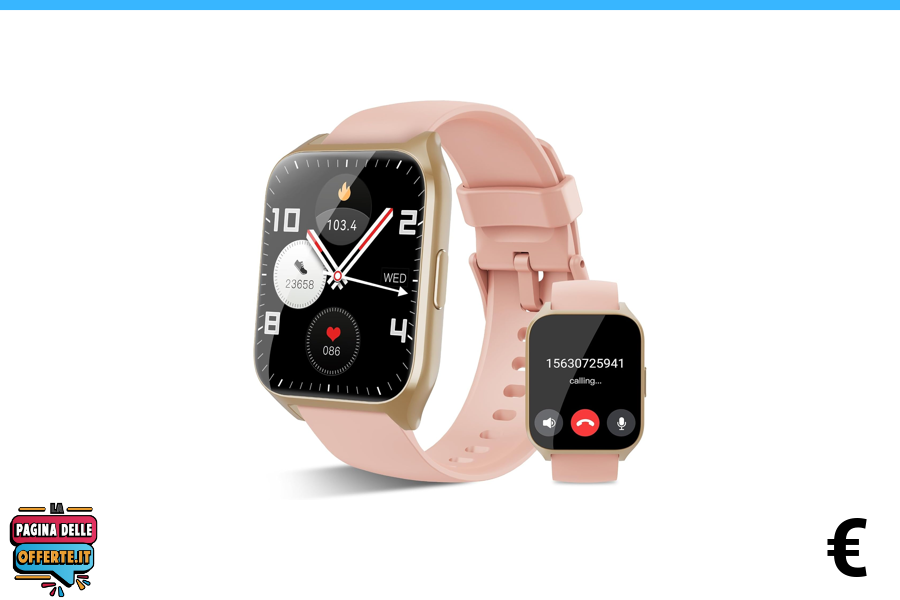 103.4
10
2
WED
23658
8
4
086
15630725941
calling...
LA
PAGINA DELLE
OFFERTE.IT
€